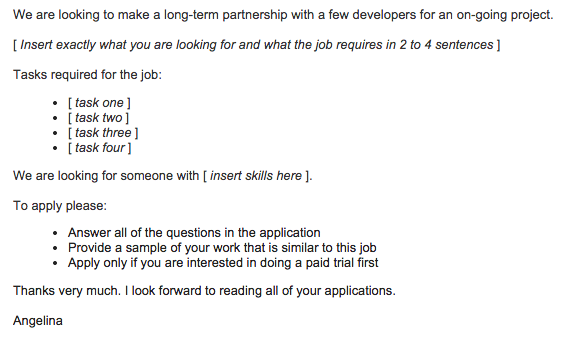 We are looking to make a long-term partnership with a few developers for an on-going project.
[ Insert exactly what you are looking for and what the job requires in 2 to 4 sentences ]
Tasks required for the job:
• [ task one ]
• [ task two ]
• [ task three ]
• [ task four ]
We are looking for someone with [ insert skills here ].
To apply please:
• Answer all of the questions in the application
• Provide a sample of your work that is similar to this job
• Apply only if you are interested in doing a paid trial first
Thanks very much. I look forward to reading all of your applications.
Angelina